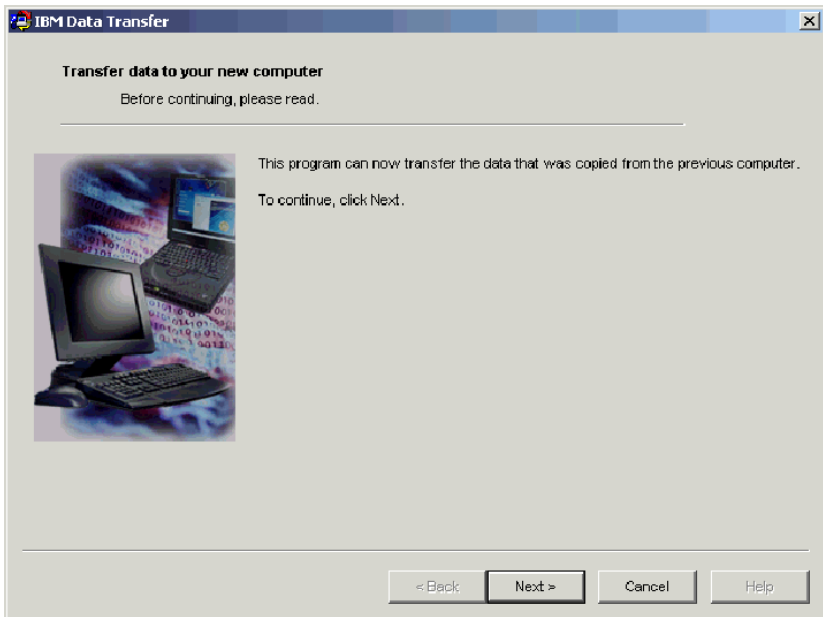 IBM Data Transfer
Transfer data to your new computer
Before continuing, please read.
This program can now transfer the data that was copied from the previous computer.
To continue, click Next.
< Back
Next >
Cancel
Help